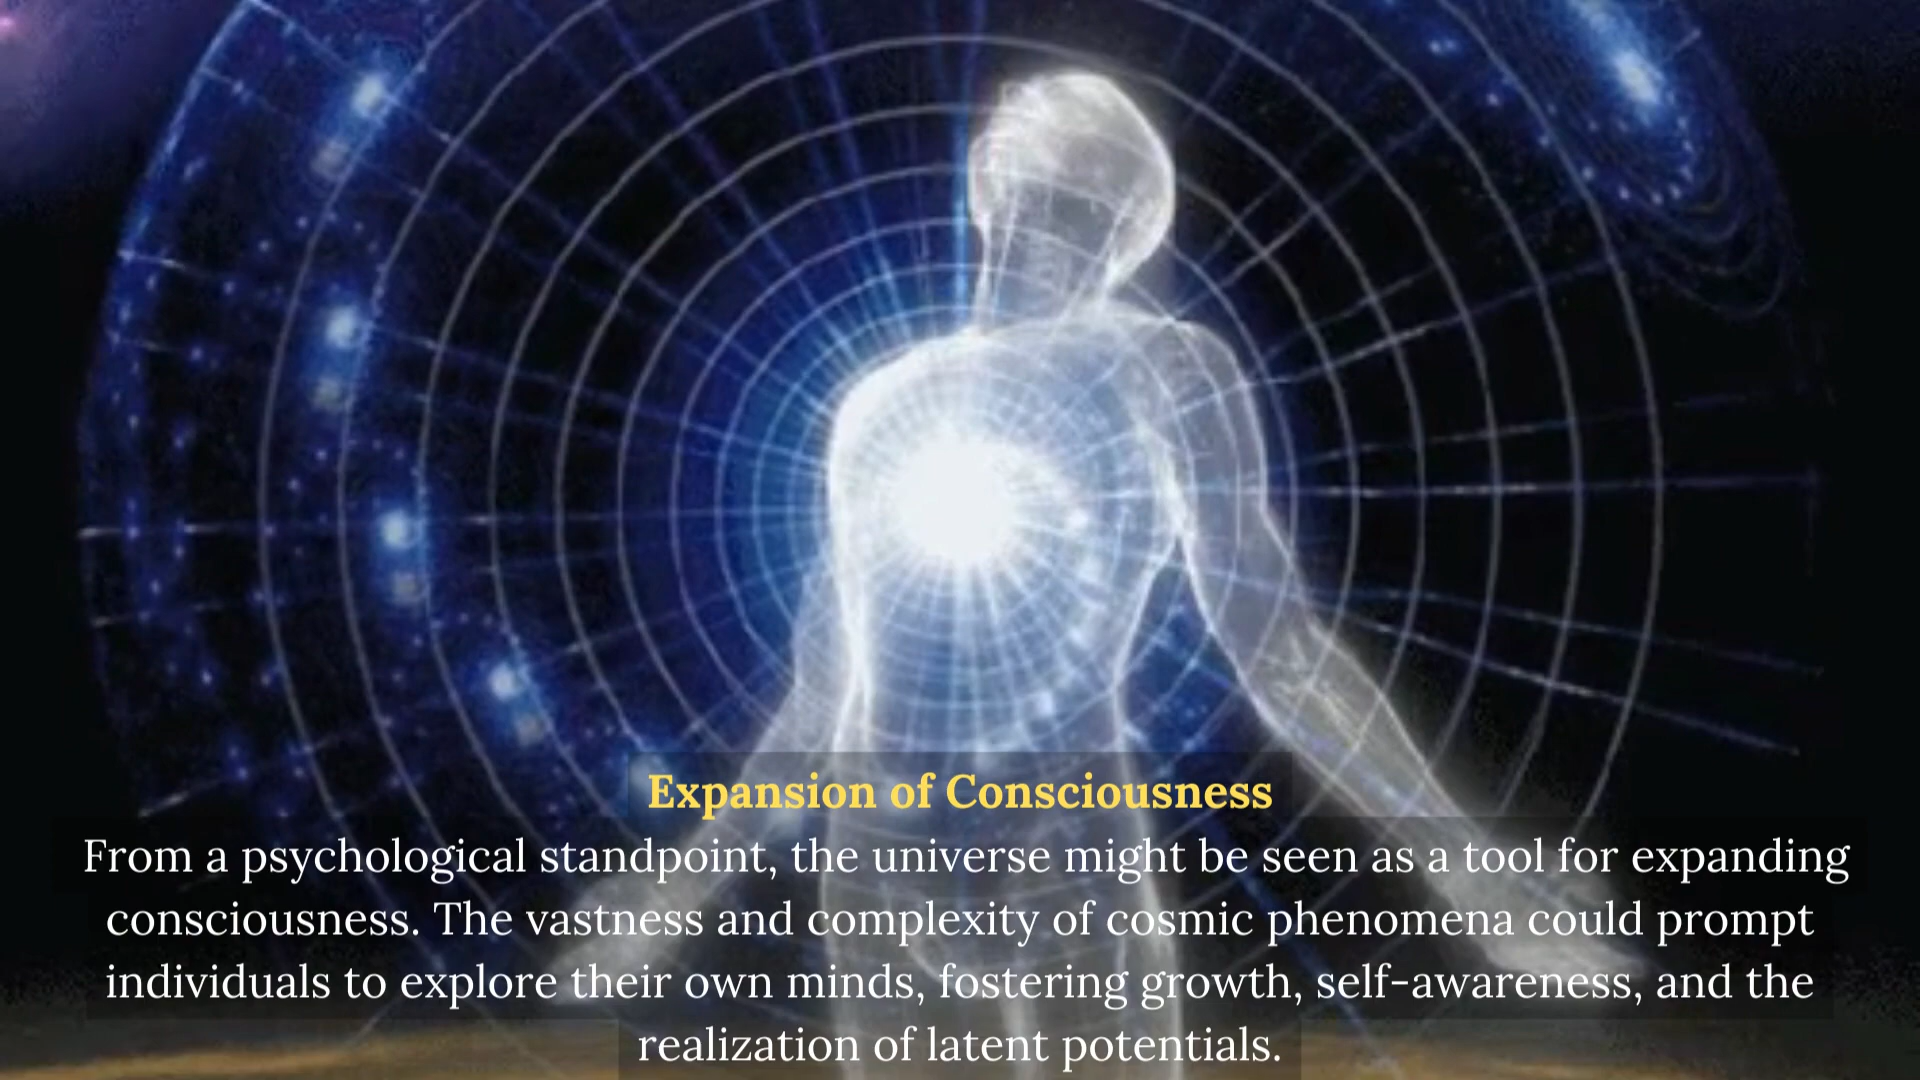 Expansion of Consciousness
From a psychological standpoint, the universe might be seen as a tool for expanding
consciousness. The vastness and complexity of cosmic phenomena could prompt
individuals to explore their own minds, fostering growth, self-awareness, and the
realization of latent potentials.